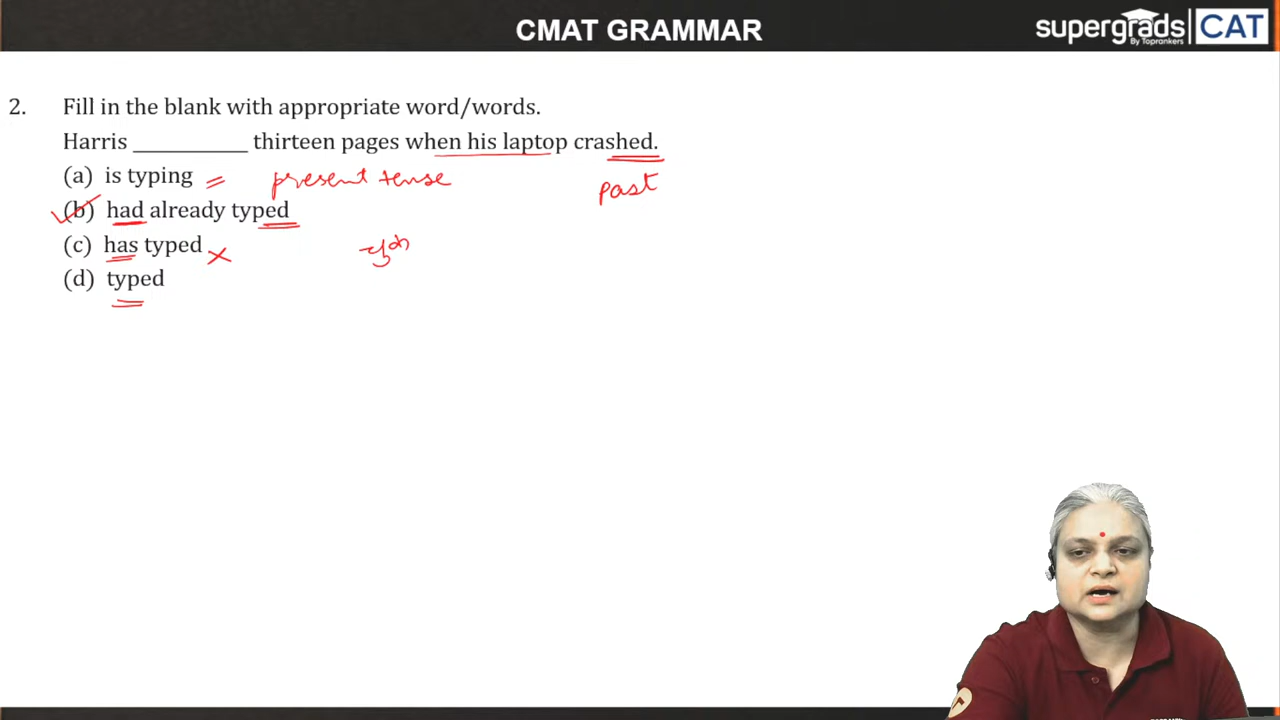 CMAT GRAMMAR
supergrads
By Toprankers
CAT
2. Fill in the blank with appropriate word/words.
Harris ___________ thirteen pages when his laptop crashed.
(a) is typing = present tense
past
(b) had already typed
(c) has typed ×
(d) typed